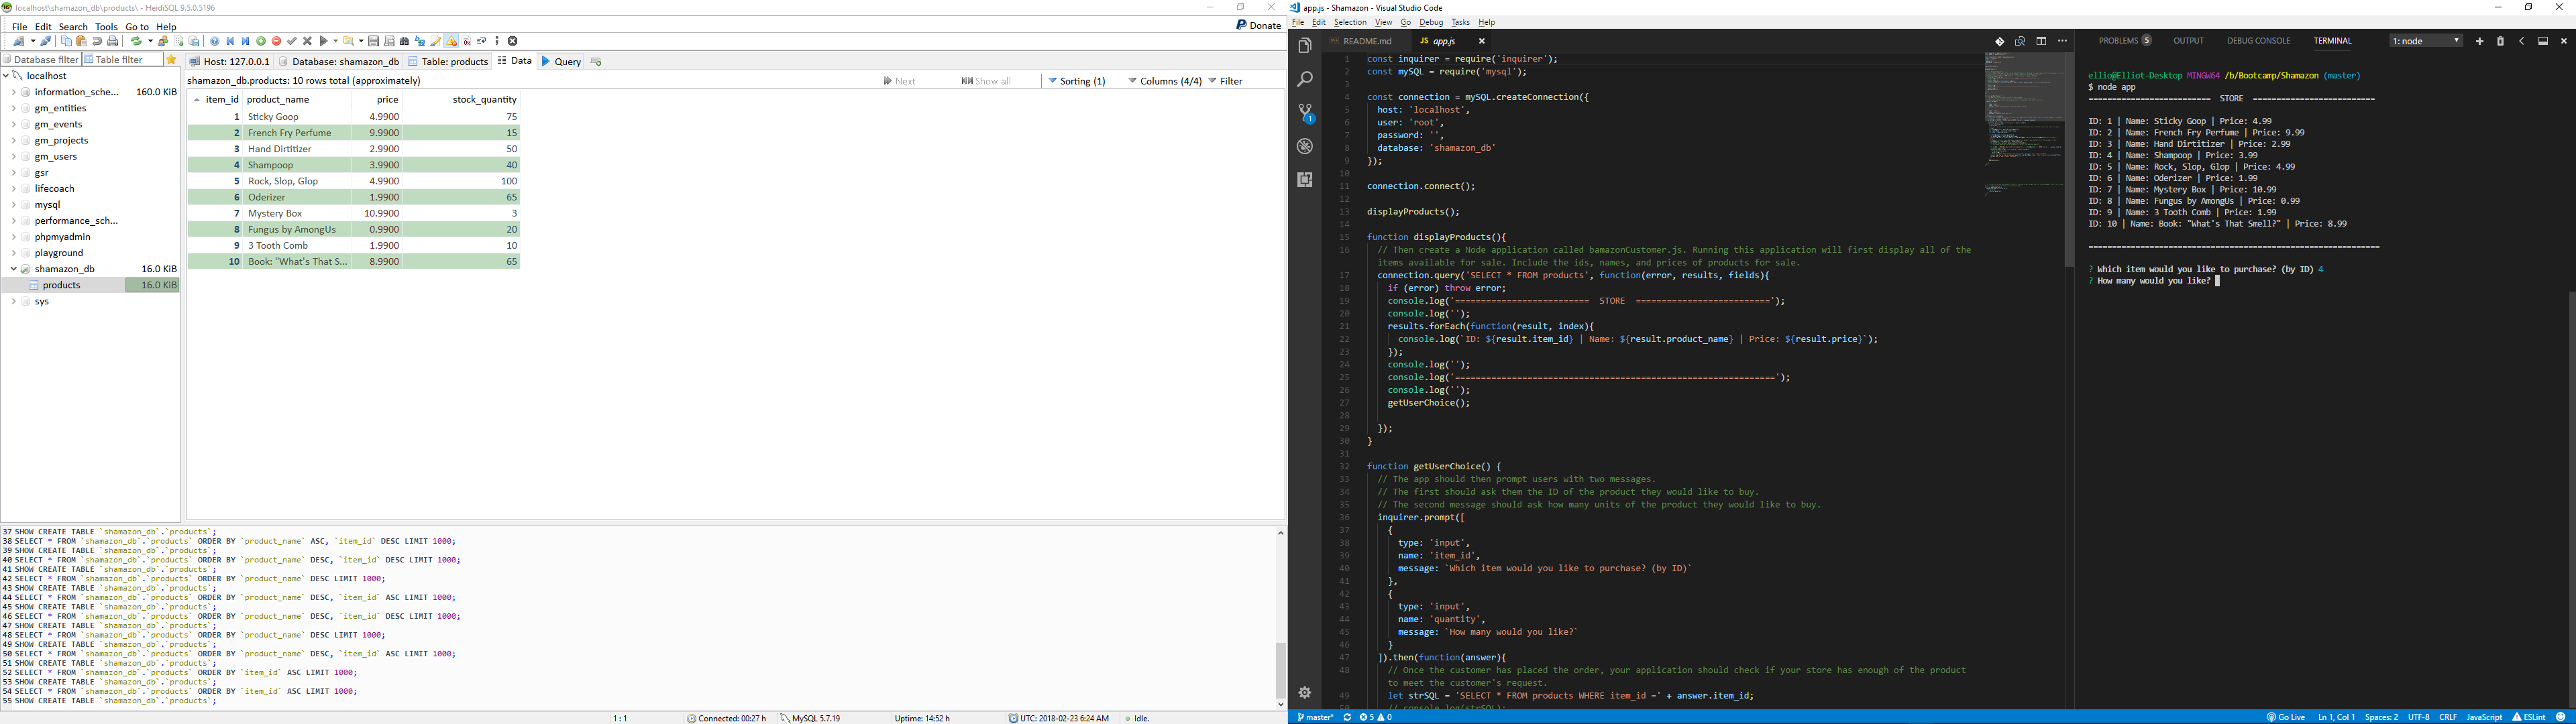 localhost\shamazon_db\products\ - HeidiSQL 9.5.0.5196
File Edit Search Tools Go to Help
Donate
Database filter Table filter
Host: 127.0.0.1 Database: shamazon_db Table: products Data Query
localhost
information_sche... 160.0 KiB
gm_entities
gm_events
gm_projects
gm_users
gsr
lifecoach
mysql
performance_sch...
phpmyadmin
playground
shamazon_db 16.0 KiB
products 16.0 KiB
sys
shamazon_db.products: 10 rows total (approximately)
Next Show all Sorting (1) Columns (4/4) Filter
item_id product_name price stock_quantity
1 Sticky Goop 4.9900 75
2 French Fry Perfume 9.9900 15
3 Hand Dirtitizer 2.9900 50
4 Shampoop 3.9900 40
5 Rock, Slop, Glop 4.9900 100
6 Oderizer 1.9900 65
7 Mystery Box 10.9900 3
8 Fungus by AmongUs 0.9900 20
9 3 Tooth Comb 1.9900 10
10 Book: "What's That S... 8.9900 65
37 SHOW CREATE TABLE `shamazon_db`.`products`;
38 SELECT * FROM `shamazon_db`.`products` ORDER BY `product_name` ASC, `item_id` DESC LIMIT 1000;
39 SHOW CREATE TABLE `shamazon_db`.`products`;
40 SELECT * FROM `shamazon_db`.`products` ORDER BY `product_name` DESC, `item_id` DESC LIMIT 1000;
41 SHOW CREATE TABLE `shamazon_db`.`products`;
42 SELECT * FROM `shamazon_db`.`products` ORDER BY `product_name` DESC LIMIT 1000;
43 SHOW CREATE TABLE `shamazon_db`.`products`;
44 SELECT * FROM `shamazon_db`.`products` ORDER BY `product_name` DESC, `item_id` ASC LIMIT 1000;
45 SHOW CREATE TABLE `shamazon_db`.`products`;
46 SELECT * FROM `shamazon_db`.`products` ORDER BY `product_name` DESC, `item_id` DESC LIMIT 1000;
47 SHOW CREATE TABLE `shamazon_db`.`products`;
48 SELECT * FROM `shamazon_db`.`products` ORDER BY `product_name` DESC LIMIT 1000;
49 SHOW CREATE TABLE `shamazon_db`.`products`;
50 SELECT * FROM `shamazon_db`.`products` ORDER BY `product_name` DESC, `item_id` ASC LIMIT 1000;
51 SHOW CREATE TABLE `shamazon_db`.`products`;
52 SELECT * FROM `shamazon_db`.`products` ORDER BY `item_id` ASC LIMIT 1000;
53 SHOW CREATE TABLE `shamazon_db`.`products`;
54 SELECT * FROM `shamazon_db`.`products` ORDER BY `item_id` ASC LIMIT 1000;
55 SHOW CREATE TABLE `shamazon_db`.`products`;
1 : 1 Connected: 00:27 h MySQL 5.7.19 Uptime: 14:52 h UTC: 2018-02-23 6:24 AM Idle.
app.js - Shamazon - Visual Studio Code
File Edit Selection View Go Debug Tasks Help
README.md JS app.js
1 const inquirer = require('inquirer');
2 const mySQL = require('mysql');
3
4 const connection = mySQL.createConnection({
5 host: 'localhost',
6 user: 'root',
7 password: '',
8 database: 'shamazon_db'
9 });
10
11 connection.connect();
12
13 displayProducts();
14
15 function displayProducts(){
16 // Then create a Node application called bamazonCustomer.js. Running this application will first display all of the
items available for sale. Include the ids, names, and prices of products for sale.
17 connection.query('SELECT * FROM products', function(error, results, fields){
18 if (error) throw error;
19 console.log('========================== STORE ==========================');
20 console.log('');
21 results.forEach(function(result, index){
22 console.log(`ID: ${result.item_id} | Name: ${result.product_name} | Price: ${result.price}`);
23 });
24 console.log('');
25 console.log('==============================================================');
26 console.log('');
27 getUserChoice();
28
29 });
30 }
31
32 function getUserChoice() {
33 // The app should then prompt users with two messages.
34 // The first should ask them the ID of the product they would like to buy.
35 // The second message should ask how many units of the product they would like to buy.
36 inquirer.prompt([
37 {
38 type: 'input',
39 name: 'item_id',
40 message: `Which item would you like to purchase? (by ID)`
41 },
42 {
43 type: 'input',
44 name: 'quantity',
45 message: `How many would you like?`
46 }
47 ]).then(function(answer){
48 // Once the customer has placed the order, your application should check if your store has enough of the product
to meet the customer's request.
49 let strSQL = 'SELECT * FROM products WHERE item_id =' + answer.item_id;
50 // console.log(strSQL);
PROBLEMS 5 OUTPUT DEBUG CONSOLE TERMINAL 1: node
ellio@Elliot-Desktop MINGW64 /b/Bootcamp/Shamazon (master)
$ node app
========================== STORE ==========================
ID: 1 | Name: Sticky Goop | Price: 4.99
ID: 2 | Name: French Fry Perfume | Price: 9.99
ID: 3 | Name: Hand Dirtitizer | Price: 2.99
ID: 4 | Name: Shampoop | Price: 3.99
ID: 5 | Name: Rock, Slop, Glop | Price: 4.99
ID: 6 | Name: Oderizer | Price: 1.99
ID: 7 | Name: Mystery Box | Price: 10.99
ID: 8 | Name: Fungus by AmongUs | Price: 0.99
ID: 9 | Name: 3 Tooth Comb | Price: 1.99
ID: 10 | Name: Book: "What's That Smell?" | Price: 8.99
==============================================================
? Which item would you like to purchase? (by ID) 4
? How many would you like?
master* 5 0 Go Live Ln 1, Col 1 Spaces: 2 UTF-8 CRLF JavaScript ESLint